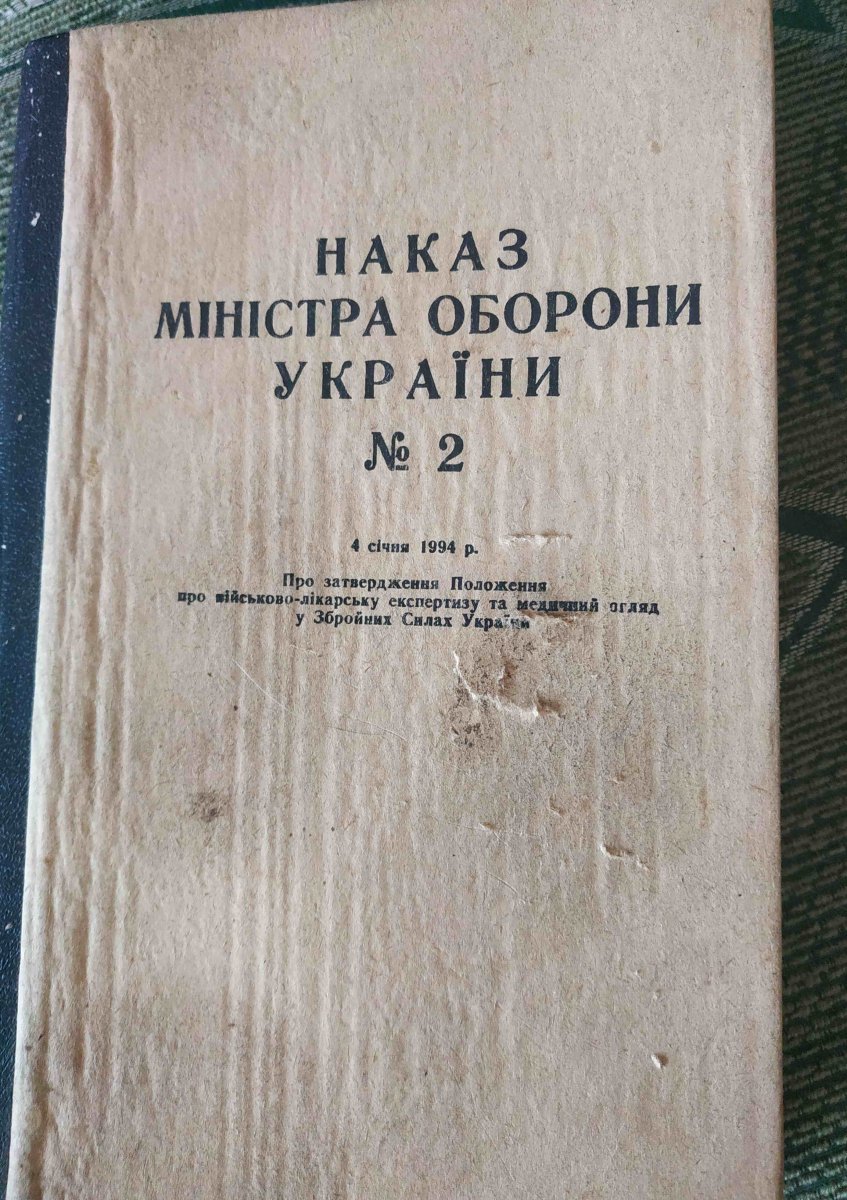 НАКАЗ
МІНІСТРА ОБОРОНИ
УКРАЇНИ
№ 2
4 січня 1994 р.
Про затвердження Положення
про військово-лікарську експертизу та медичний огляд
у Збройних Силах України